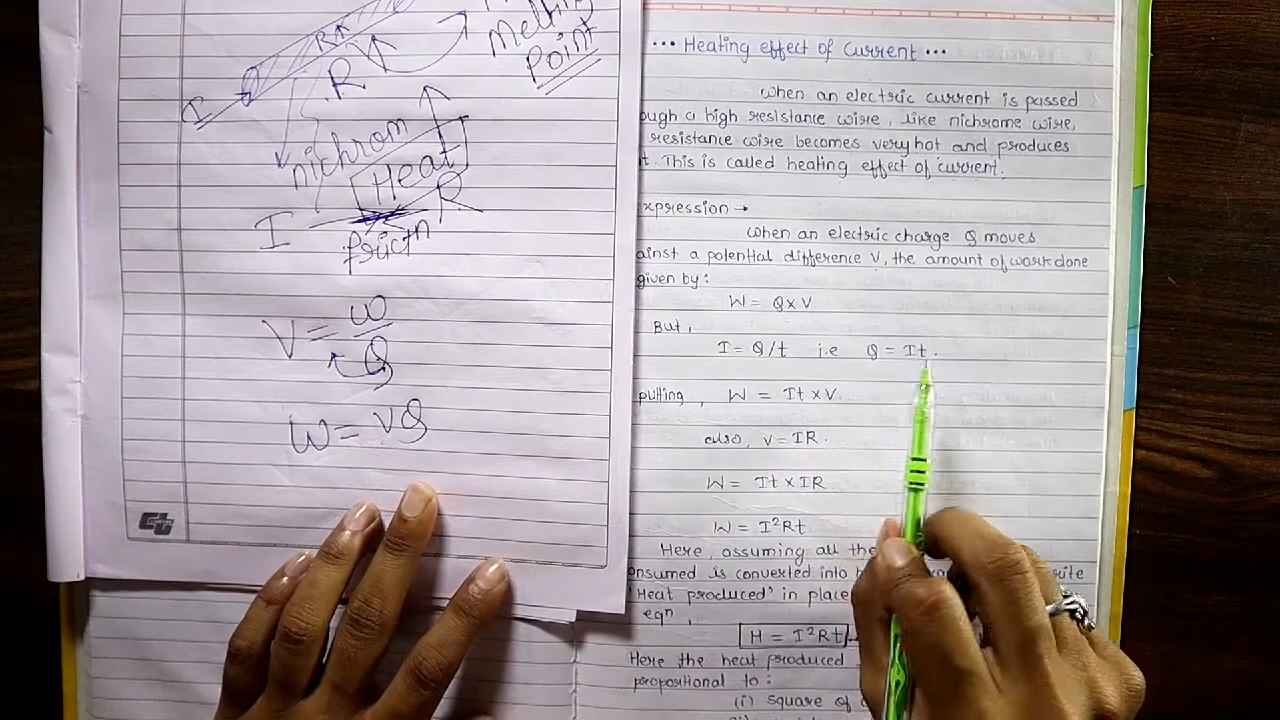 R↑
I
R
Melting
Point
nichrom
Heat
I
R
frictn
V = W/Q
W = VQ
... Heating effect of Current ...
When an electric current is passed
ough a high resistance wire, like nichrome wire,
resistance wire becomes very hot and produces
t. This is called heating effect of current.
xpression →
When an electric charge Q moves
ainst a potential difference V, the amount of work done
given by:
W = Q×V
But,
I = Q/t i.e Q = It.
putting, W = It×V.
also, V = IR.
W = It×IR
W = I²Rt
Here, assuming all the
onsumed is converted into
"Heat produced" in place
eqⁿ,
H = I²Rt
Here the heat produced
proportional to:
(i) square of